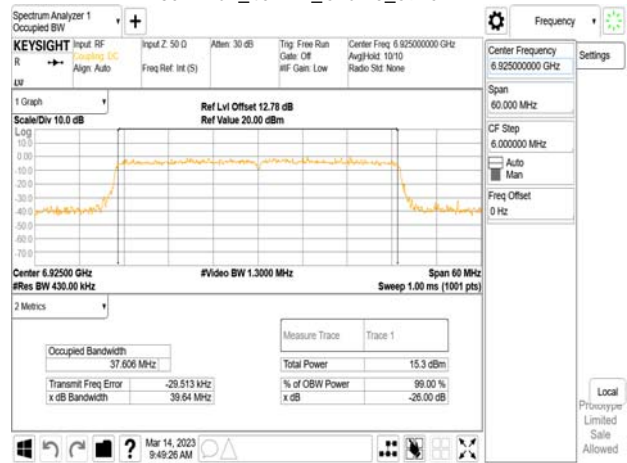 Spectrum Analyzer 1
Occupied BW
Frequency
KEYSIGHT
R
Input: RF
Coupling: DC
Align: Auto
Input Z: 50 Ω
Freq Ref: Int (S)
Atten: 30 dB
Trig: Free Run
Gate: Off
#IF Gain: Low
Center Freq: 6.925000000 GHz
Avg|Hold: 10/10
Radio Std: None
Center Frequency
6.925000000 GHz
Settings
Span
60.000 MHz
CF Step
6.000000 MHz
Auto
Man
Freq Offset
0 Hz
1 Graph
Ref Lvl Offset 12.78 dB
Scale/Div 10.0 dB
Ref Value 20.00 dBm
Log
10.0
0.00
-10.0
-20.0
-30.0
-40.0
-50.0
-60.0
-70.0
Center 6.92500 GHz
#Video BW 1.3000 MHz
Span 60 MHz
#Res BW 430.00 kHz
Sweep 1.00 ms (1001 pts)
2 Metrics
Measure Trace
Trace 1
Occupied Bandwidth
37.606 MHz
Total Power
15.3 dBm
Transmit Freq Error
-29.513 kHz
% of OBW Power
99.00 %
x dB Bandwidth
39.64 MHz
x dB
-26.00 dB
Local
Prototype
Limited
Sale
Allowed
Mar 14, 2023
9:49:26 AM